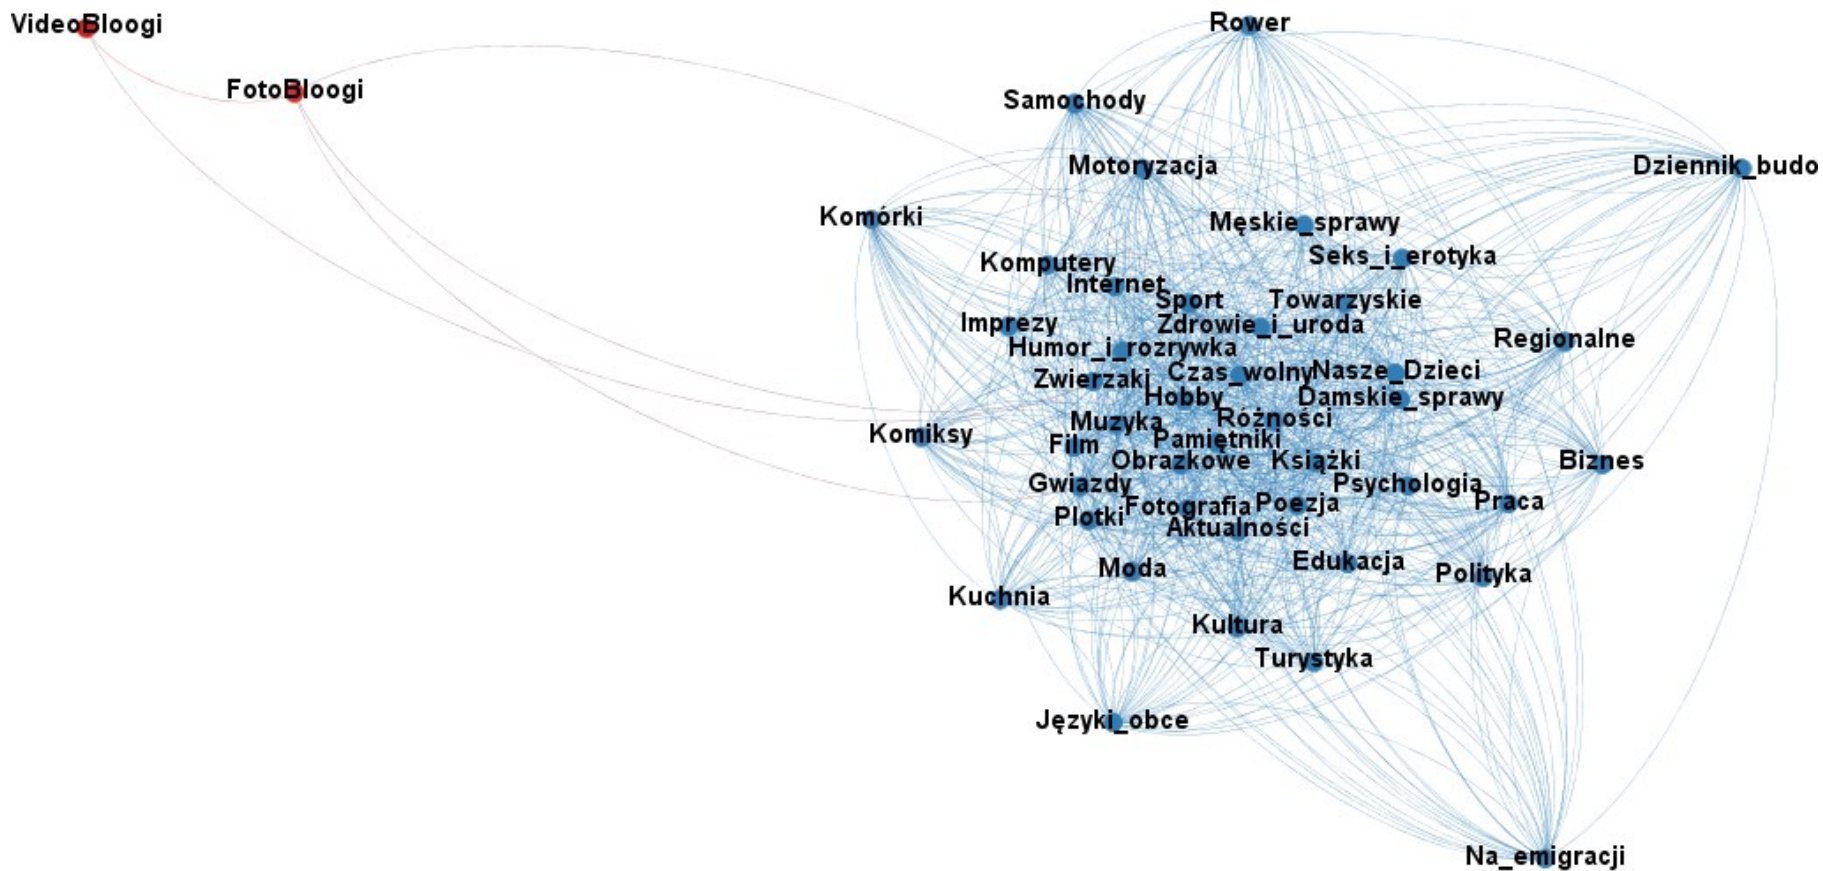 VideoBloogi
Rower
FotoBloogi
Samochody
Motoryzacja
Dziennik_budo
Komórki
Męskie_sprawy
Komputery
Seks_i_erotyka
Internet
Sport
Towarzyskie
Imprezy
Zdrowie_i_uroda
Regionalne
Humor_i_rozrywka
Zwierzaki
Czas_wolny
Nasze_Dzieci
Hobby
Damskie_sprawy
Muzyka
Różności
Komiksy
Film
Pamiętniki
Obrazkowe
Książki
Biznes
Gwiazdy
Psychologia
Fotografia
Poezja
Praca
Plotki
Aktualności
Moda
Edukacja
Polityka
Kuchnia
Kultura
Turystyka
Języki_obce
Na_emigracji